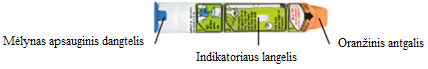 Mėlynas apsauginis dangtelis
Indikatoriaus langelis
Oranžinis antgalis